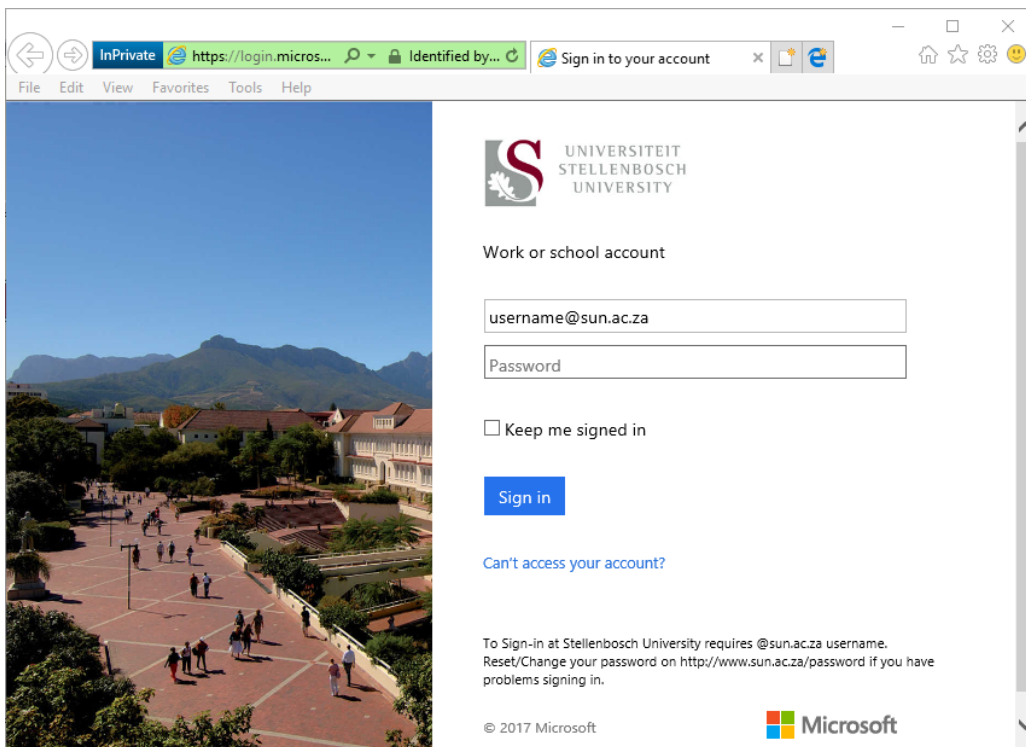 InPrivate https://login.micros... Identified by... Sign in to your account
File Edit View Favorites Tools Help
UNIVERSITEIT
STELLENBOSCH
UNIVERSITY
Work or school account
username@sun.ac.za
Password
Keep me signed in
Sign in
Can't access your account?
To Sign-in at Stellenbosch University requires @sun.ac.za username.
Reset/Change your password on http://www.sun.ac.za/password if you have
problems signing in.
© 2017 Microsoft Microsoft